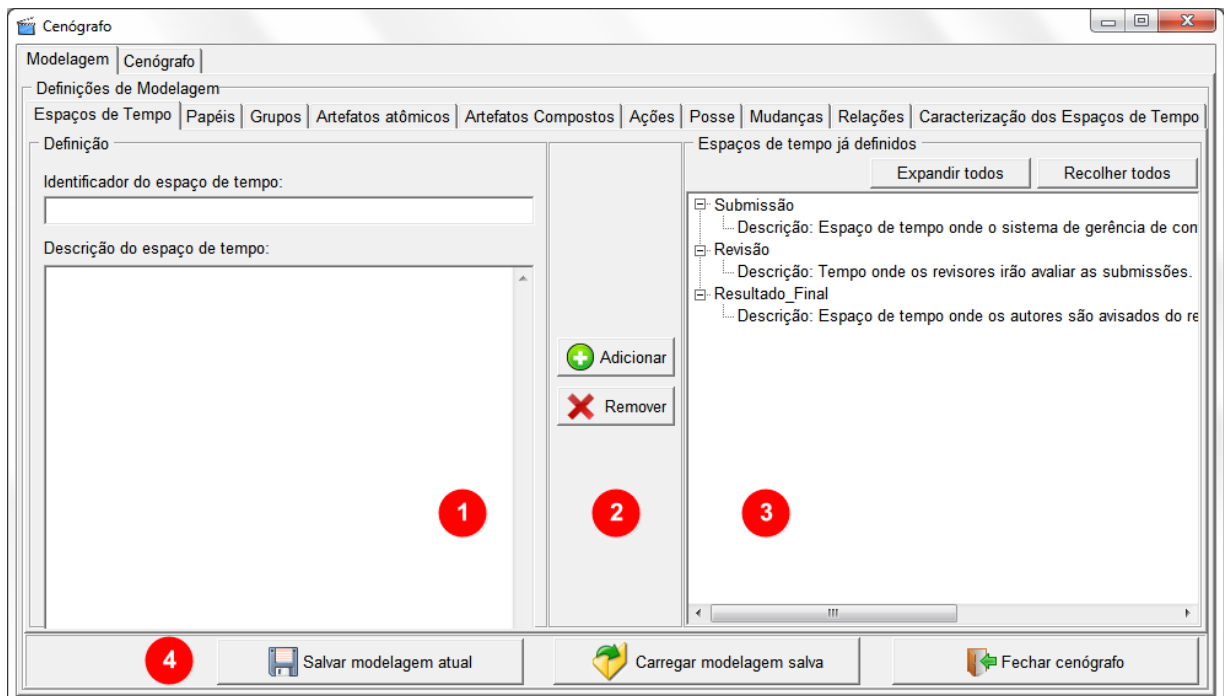 Cenógrafo
Modelagem Cenógrafo
Definições de Modelagem
Espaços de Tempo Papéis Grupos Artefatos atômicos Artefatos Compostos Ações Posse Mudanças Relações Caracterização dos Espaços de Tempo
Definição
Identificador do espaço de tempo:
Descrição do espaço de tempo:
Adicionar
Remover
Espaços de tempo já definidos
Expandir todos Recolher todos
Submissão
Descrição: Espaço de tempo onde o sistema de gerência de con
Revisão
Descrição: Tempo onde os revisores irão avaliar as submissões.
Resultado_Final
Descrição: Espaço de tempo onde os autores são avisados do re
1 2 3
4 Salvar modelagem atual Carregar modelagem salva Fechar cenógrafo